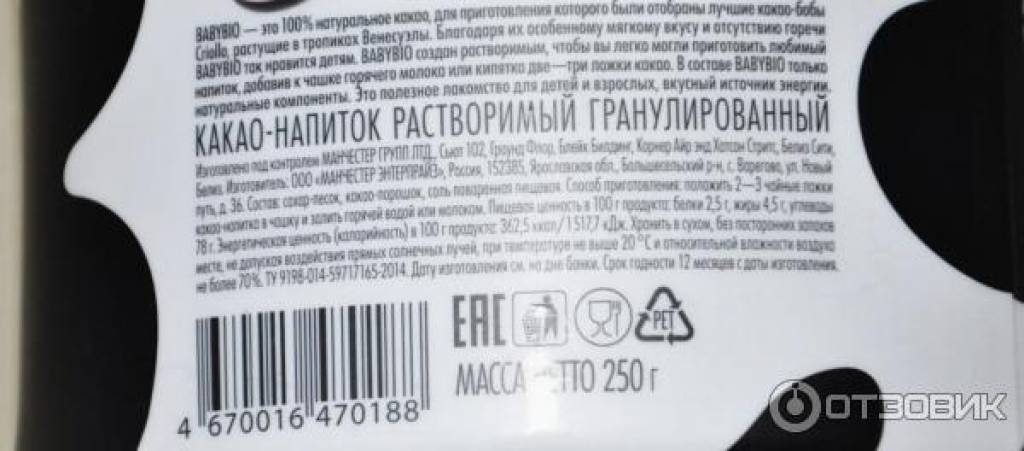 BABYBIO — это 100% натуральное какао, для приготовления которого были отобраны лучшие какао-бобы
Criollo, растущие в тропиках Венесуэлы. Благодаря их особенному мягкому вкусу и отсутствию горечи
BABYBIO так нравится детям. BABYBIO создан растворимым, чтобы вы легко могли приготовить любимый
напиток, добавив к чашке горячего молока или кипятка две—три ложки какао. В составе BABYBIO только
натуральные компоненты. Это полезное лакомство для детей и взрослых, вкусный источник энергии.
КАКАО-НАПИТОК РАСТВОРИМЫЙ ГРАНУЛИРОВАННЫЙ
Изготовлено под контролем МАНЧЕСТЕР ГРУПП ЛТД., Сьют 102, Граунд Флор, Блейк Билдинг, Корнер Айр энд Хатсон Стритс, Белиз Сити,
Белиз. Изготовитель: ООО «МАНЧЕСТЕР ЭНТЕРПРАЙЗ», Россия, 152385, Ярославская обл., Большесельский р-н, с. Варегово, ул. Новый
путь, д. 36. Состав: сахар-песок, какао-порошок, соль поваренная пищевая. Способ приготовления: положить 2—3 чайные ложки
какао-напитка в чашку и залить горячей водой или молоком. Пищевая ценность в 100 г продукта: белки 2,5 г, жиры 4,5 г, углеводы
78 г. Энергетическая ценность (калорийность) в 100 г продукта: 362,5 ккал/1517,7 кДж. Хранить в сухом, без посторонних запахов
месте, не допуская воздействия прямых солнечных лучей, при температуре не выше 20 °С и относительной влажности воздуха
не более 70%. ТУ 9198-014-59717165-2014. Дату изготовления см. на дне банки. Срок годности 12 месяцев с даты изготовления.
EAC PET
МАССА НЕТТО 250 г
4 670016 470188
ОТЗОВИК